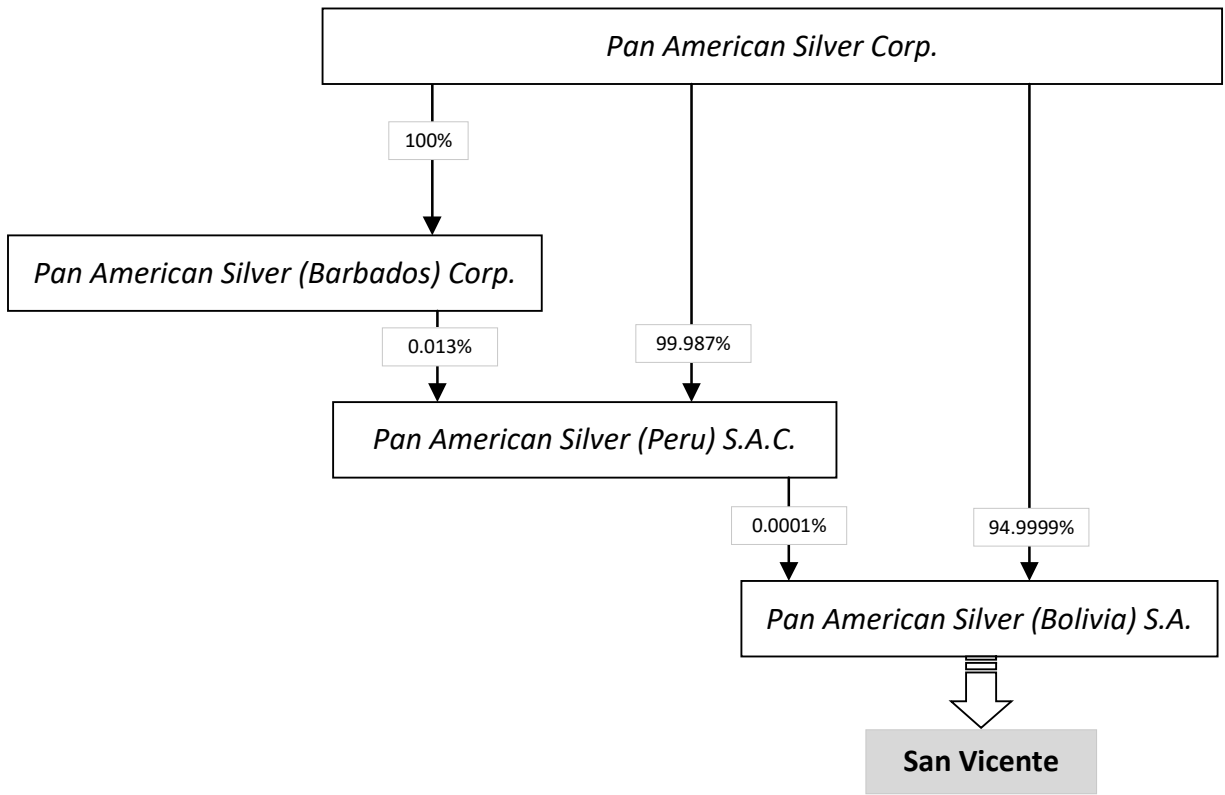 Pan American Silver Corp.
100%
Pan American Silver (Barbados) Corp.
0.013%
99.987%
Pan American Silver (Peru) S.A.C.
0.0001%
94.9999%
Pan American Silver (Bolivia) S.A.
San Vicente